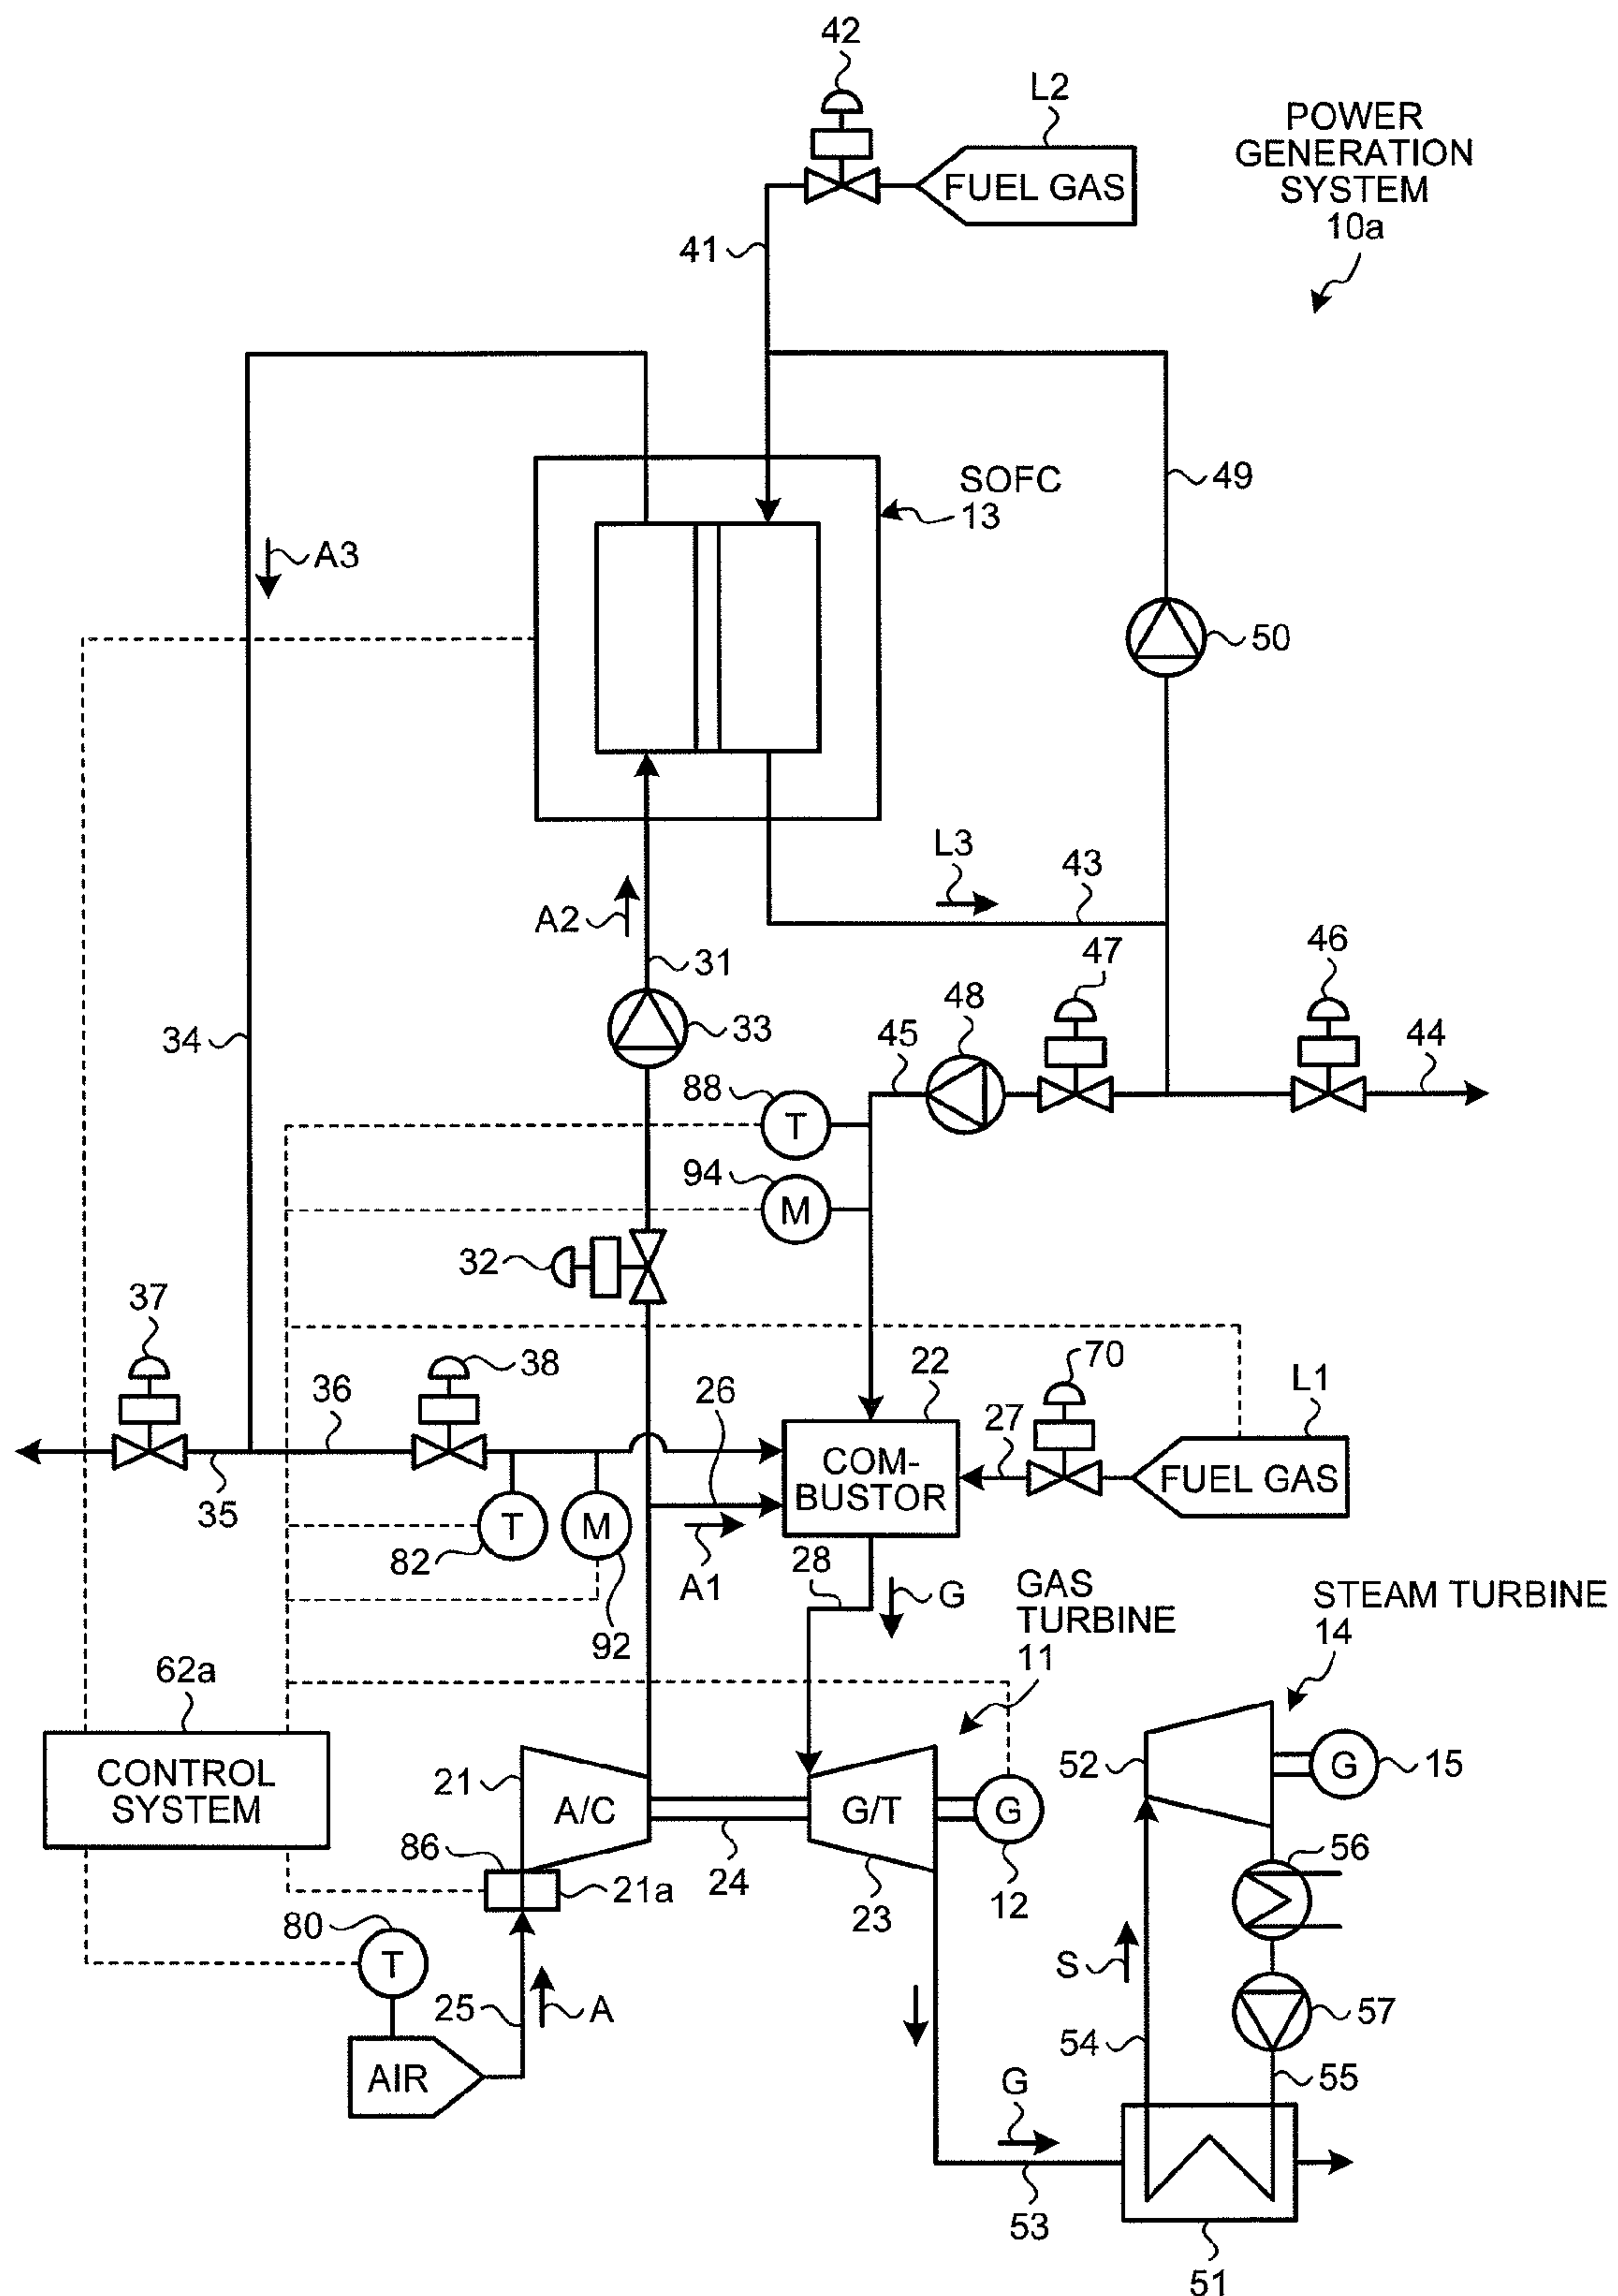 42
L2
POWER
GENERATION
SYSTEM
10a
FUEL GAS
41
SOFC
13
49
A3
50
L3
43
A2
31
47
46
48
34
33
45
44
88
T
94
M
32
37
38
70
22
L1
36
26
27
COM-
BUSTOR
FUEL GAS
35
T
M
82
A1
28
G
GAS
TURBINE
11
STEAM TURBINE
14
92
62a
CONTROL
SYSTEM
21
A/C
G/T
G
52
G
15
86
21a
24
23
12
56
80
T
S
25
A
54
57
AIR
55
G
53
51